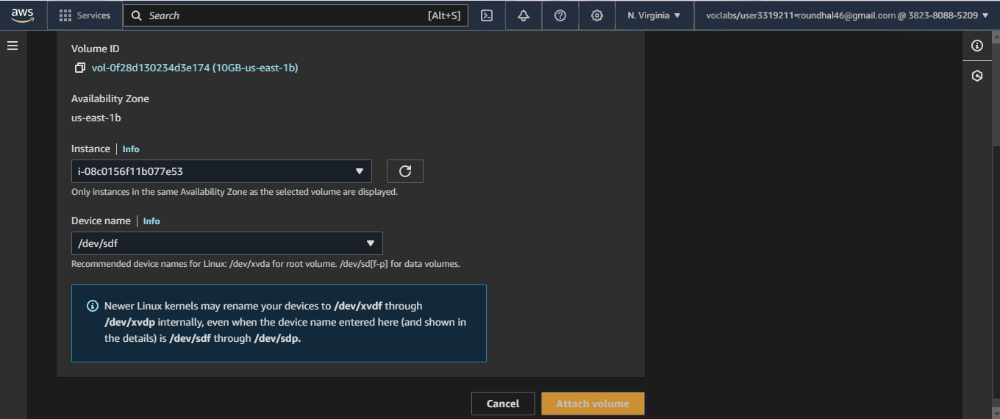 aws
Services
Search
[Alt+S]
N. Virginia
voclabs/user3319211=roundhal46@gmail.com @ 3823-8088-5209
Volume ID
vol-0f28d130234d3e174 (10GB-us-east-1b)
Availability Zone
us-east-1b
Instance | Info
i-08c0156f11b077e53
Only instances in the same Availability Zone as the selected volume are displayed.
Device name | Info
/dev/sdf
Recommended device names for Linux: /dev/xvda for root volume. /dev/sd[f-p] for data volumes.
Newer Linux kernels may rename your devices to /dev/xvdf through
/dev/xvdp internally, even when the device name entered here (and shown in
the details) is /dev/sdf through /dev/sdp.
Cancel
Attach volume